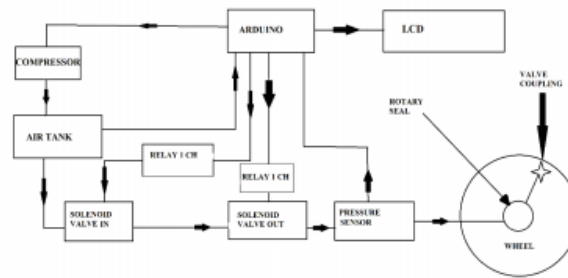 ARDUINO
LCD
COMPRESSOR
VALVE
COUPLING
ROTARY
SEAL
AIR TANK
RELAY 1 CH
RELAY 1 CH
SOLENOID
VALVE IN
SOLENOID
VALVE OUT
PRESSURE
SENSOR
WHEEL